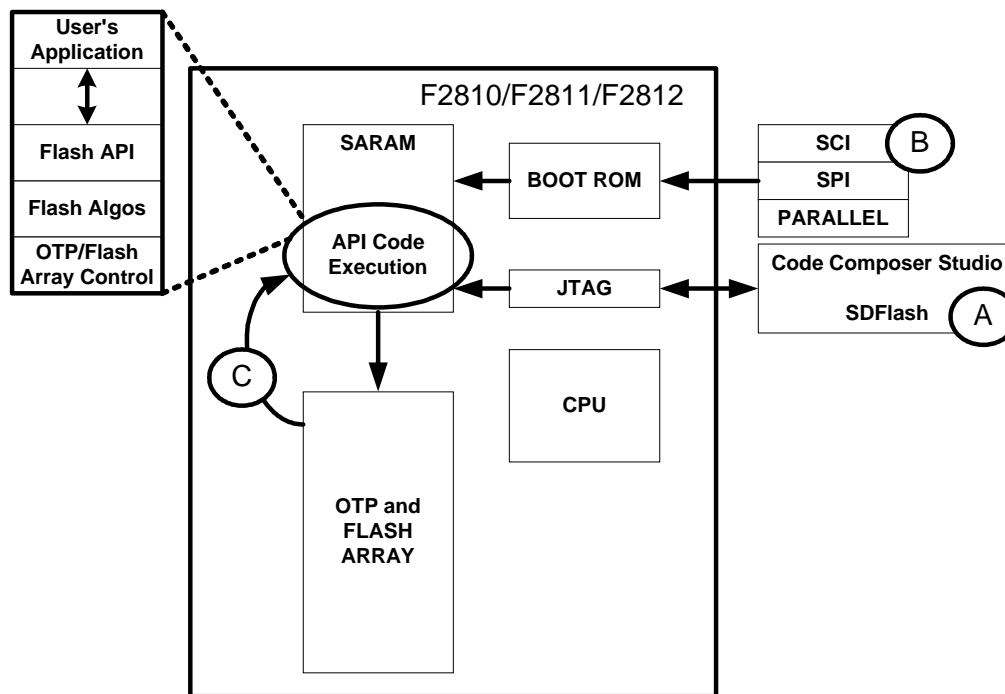 User's
Application
Flash API
Flash Algos
OTP/Flash
Array Control
F2810/F2811/F2812
SARAM
API Code
Execution
BOOT ROM
JTAG
CPU
C
OTP and
FLASH
ARRAY
SCI
B
SPI
PARALLEL
Code Composer Studio
SDFlash
A